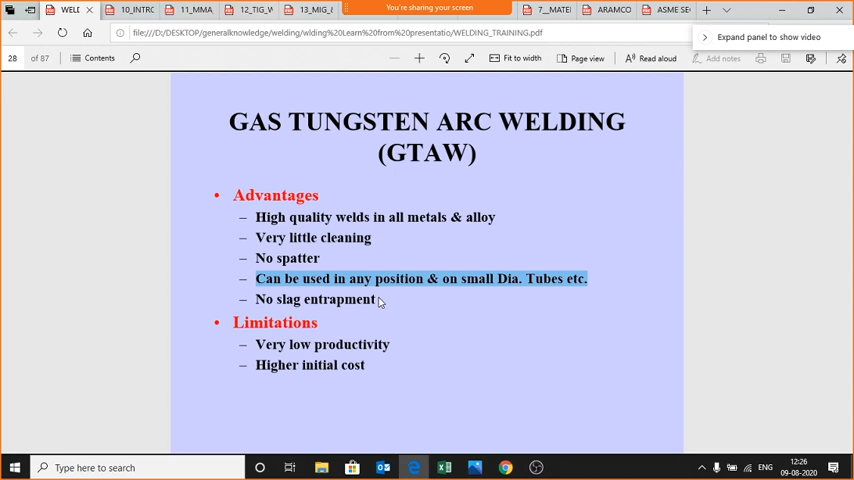 You're sharing your screen
WELD
10_INTRO
11_MMA
12_TIG_W
13_MIG_
7__MATE
ARAMCO
ASME SE
file:///D:/DESKTOP/generalknowledge/welding/wlding%20Learn%20from%20presentatio/WELDING_TRAINING.pdf
Expand panel to show video
28 of 87
Contents
Fit to width
Page view
Read aloud
Add notes
GAS TUNGSTEN ARC WELDING
(GTAW)
• Advantages
– High quality welds in all metals & alloy
– Very little cleaning
– No spatter
– Can be used in any position & on small Dia. Tubes etc.
– No slag entrapment
• Limitations
– Very low productivity
– Higher initial cost
Type here to search
ENG
12:26
09-08-2020